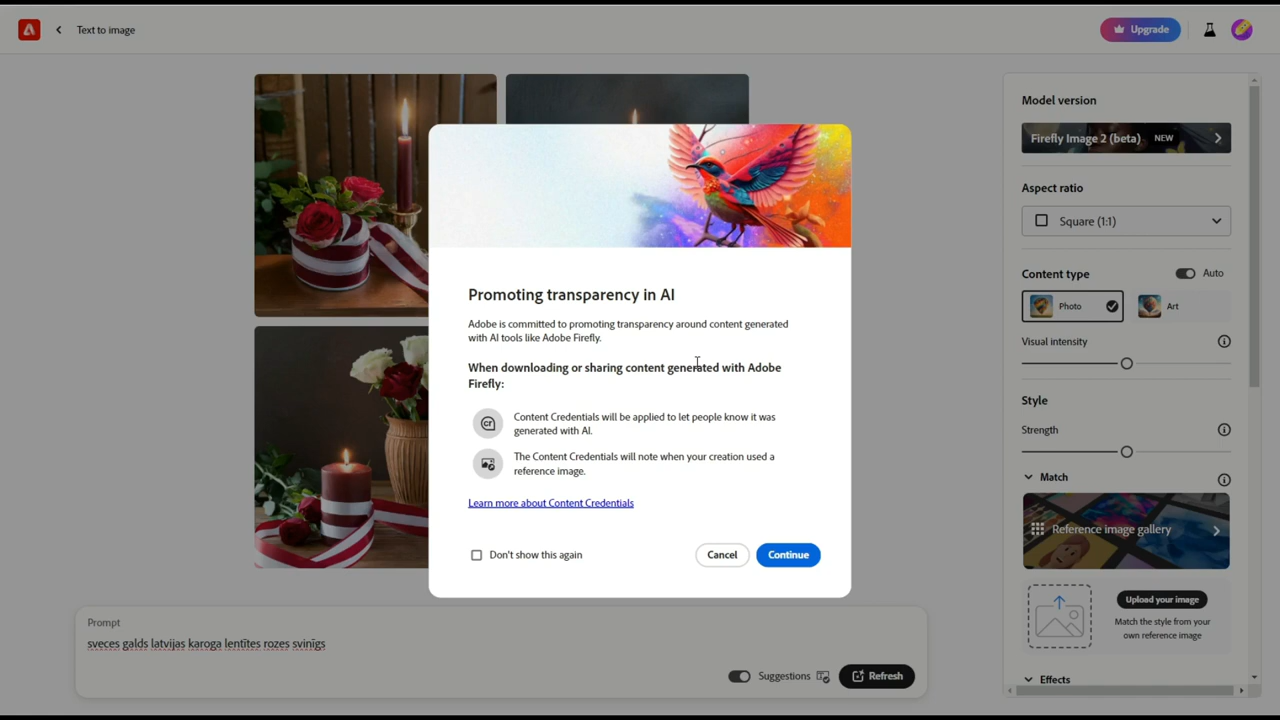 Text to image
Upgrade
Model version
Firefly Image 2 (beta) NEW
Aspect ratio
Square (1:1)
Content type
Auto
Photo
Art
Visual intensity
Style
Strength
Match
Reference image gallery
Upload your image
Match the style from your
own reference image
Effects
Promoting transparency in AI
Adobe is committed to promoting transparency around content generated
with AI tools like Adobe Firefly.
When downloading or sharing content generated with Adobe
Firefly:
cr
Content Credentials will be applied to let people know it was
generated with AI.
The Content Credentials will note when your creation used a
reference image.
Learn more about Content Credentials
Don't show this again
Cancel
Continue
Prompt
sveces galds latvijas karoga lentītes rozes svinīgs
Suggestions
Refresh